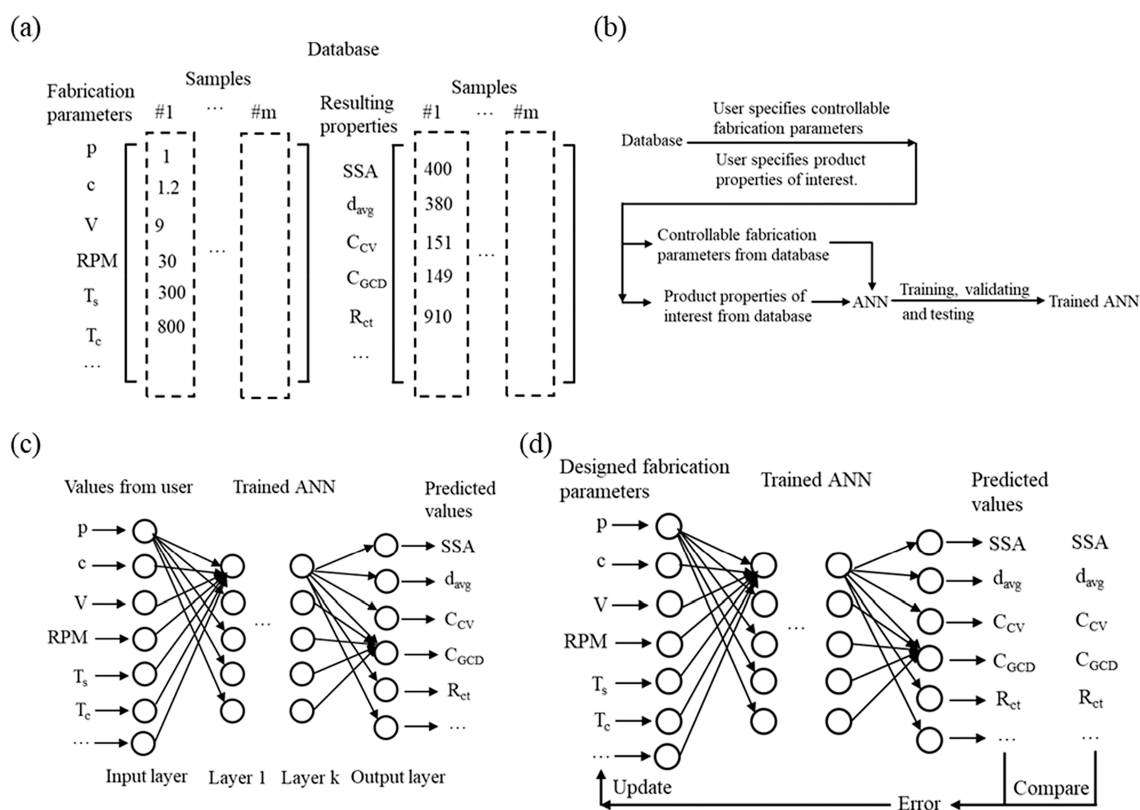 (a)
Database
Samples
Fabrication
parameters
#1 ... #m
p
c
V
RPM
Ts
Tc
...
1
1.2
9
30
300
800
...
Samples
Resulting
properties
#1 ... #m
SSA
davg
CCV
CGCD
Rct
...
400
380
151
149
910
...
(b)
User specifies controllable
fabrication parameters
Database
User specifies product
properties of interest.
Controllable fabrication
parameters from database
Product properties of
interest from database
ANN
Training, validating
and testing
Trained ANN
(c)
Values from user
Trained ANN
Predicted
values
p
c
V
RPM
Ts
Tc
...
...
SSA
davg
CCV
CGCD
Rct
...
Input layer
Layer 1
Layer k
Output layer
(d)
Designed fabrication
parameters
Trained ANN
Predicted
values
p
c
V
RPM
Ts
Tc
...
...
SSA
davg
CCV
CGCD
Rct
...
SSA
davg
CCV
CGCD
Rct
...
Update
Compare
Error